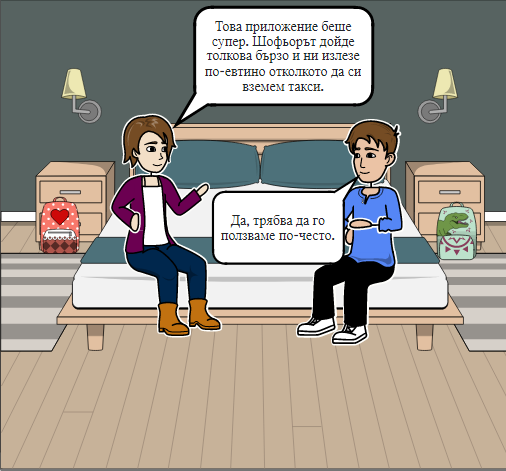 Това приложение беше
супер. Шофьорът дойде
толкова бързо и ни излезе
по-евтино отколкото да си
вземем такси.
Да, трябва да го
ползваме по-често.